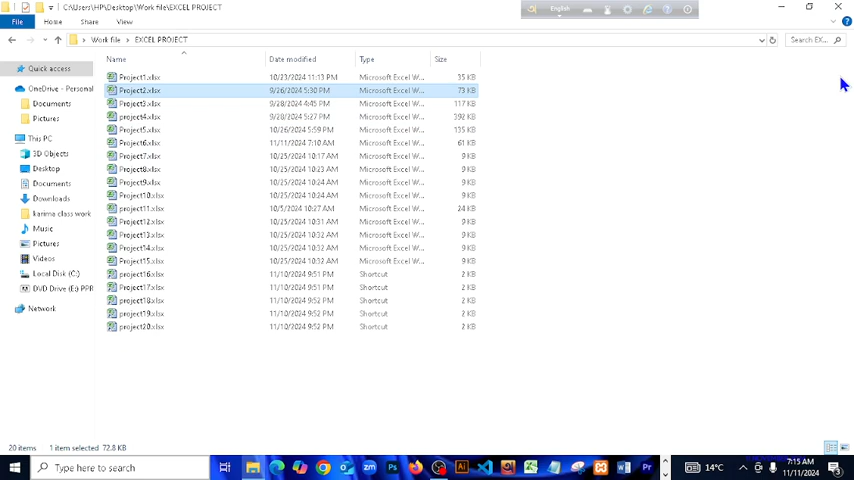 C:\Users\HP\Desktop\Work file\EXCEL PROJECT
English
File Home Share View
Work file EXCEL PROJECT
Search EX...
Name Date modified Type Size
Quick access
OneDrive - Personal
Documents
Pictures
This PC
3D Objects
Desktop
Documents
Downloads
karima class work
Music
Pictures
Videos
Local Disk (C:)
DVD Drive (E:) PPR
Network
Project1.xlsx 10/23/2024 11:13 PM Microsoft Excel W... 35 KB
Project2.xlsx 9/26/2024 5:30 PM Microsoft Excel W... 73 KB
Project3.xlsx 9/28/2024 4:45 PM Microsoft Excel W... 117 KB
project4.xlsx 9/28/2024 5:27 PM Microsoft Excel W... 392 KB
Project5.xlsx 10/26/2024 5:59 PM Microsoft Excel W... 135 KB
Project6.xlsx 11/11/2024 7:10 AM Microsoft Excel W... 61 KB
Project7.xlsx 10/25/2024 10:17 AM Microsoft Excel W... 9 KB
Project8.xlsx 10/25/2024 10:23 AM Microsoft Excel W... 9 KB
Project9.xlsx 10/25/2024 10:24 AM Microsoft Excel W... 9 KB
Project10.xlsx 10/25/2024 10:24 AM Microsoft Excel W... 9 KB
project11.xlsx 10/5/2024 10:27 AM Microsoft Excel W... 24 KB
Project12.xlsx 10/25/2024 10:31 AM Microsoft Excel W... 9 KB
Project13.xlsx 10/25/2024 10:32 AM Microsoft Excel W... 9 KB
Project14.xlsx 10/25/2024 10:32 AM Microsoft Excel W... 9 KB
Project15.xlsx 10/25/2024 10:32 AM Microsoft Excel W... 9 KB
project16.xlsx 11/10/2024 9:51 PM Shortcut 2 KB
Project17.xlsx 11/10/2024 9:51 PM Shortcut 2 KB
project18.xlsx 11/10/2024 9:52 PM Shortcut 2 KB
project19.xlsx 11/10/2024 9:52 PM Shortcut 2 KB
project20.xlsx 11/10/2024 9:52 PM Shortcut 2 KB
20 items 1 item selected 72.8 KB
Type here to search
zm Ps Ai W Pr
14°C
7:15 AM
11/11/2024
3